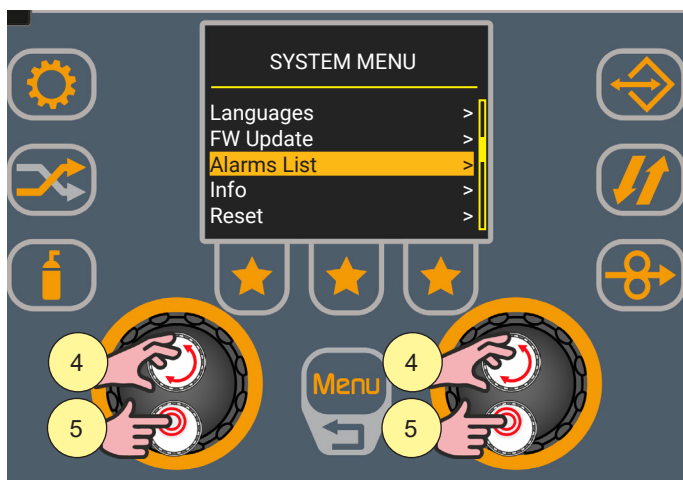 SYSTEM MENU
Languages >
FW Update >
Alarms List >
Info >
Reset >
4
5
Menu
4
5